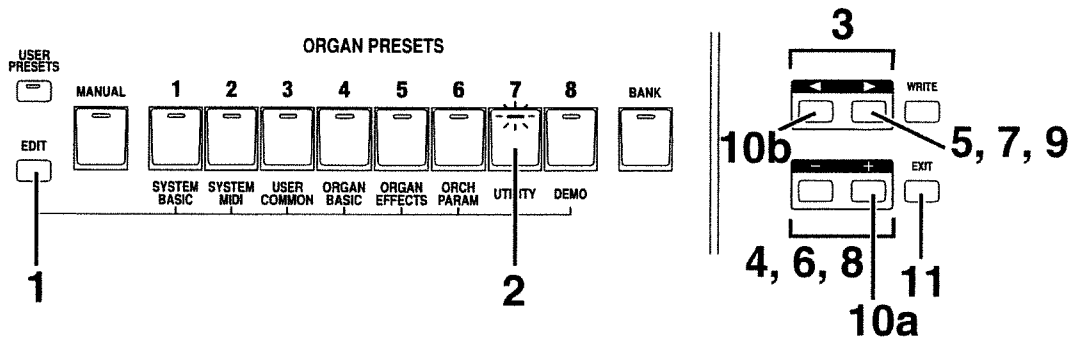 ORGAN PRESETS
3
USER
PRESETS
MANUAL
1 2 3 4 5 6 7 8
BANK
◀ ▶
WRITE
EDIT
10b
5, 7, 9
− +
EXIT
SYSTEM
BASIC
SYSTEM
MIDI
USER
COMMON
ORGAN
BASIC
ORGAN
EFFECTS
ORCH
PARAM
UTILITY
DEMO
1
2
4, 6, 8
11
10a